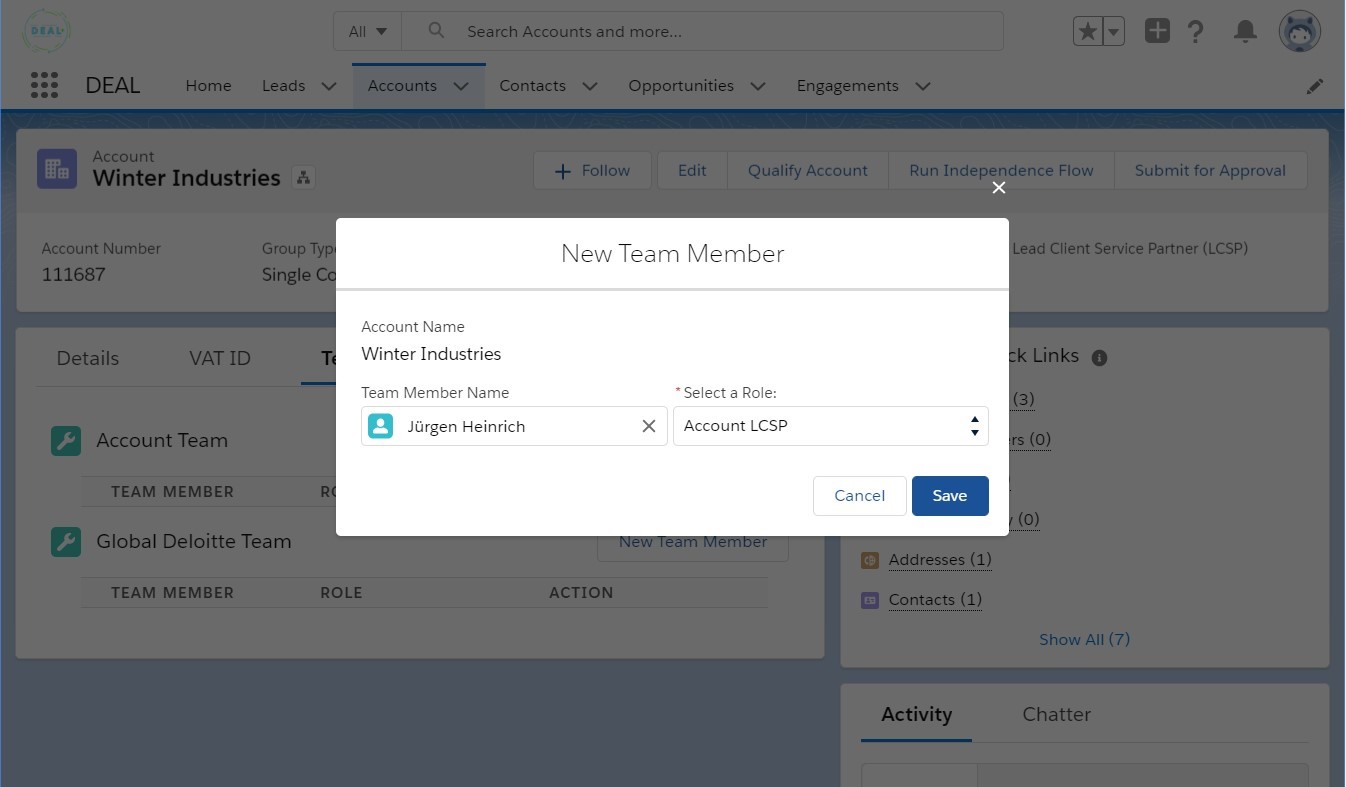 DEAL
All
Search Accounts and more...
DEAL
Home
Leads
Accounts
Contacts
Opportunities
Engagements
Account
Winter Industries
Follow
Edit
Qualify Account
Run Independence Flow
Submit for Approval
Account Number
Group Type
Lead Client Service Partner (LCSP)
111687
Single Co
New Team Member
Account Name
Winter Industries
Team Member Name
* Select a Role:
Jürgen Heinrich
Account LCSP
Cancel
Save
Details
VAT ID
Te
Account Team
TEAM MEMBER
RO
Global Deloitte Team
New Team Member
TEAM MEMBER
ROLE
ACTION
ck Links
(3)
ers (0)
y (0)
Addresses (1)
Contacts (1)
Show All (7)
Activity
Chatter